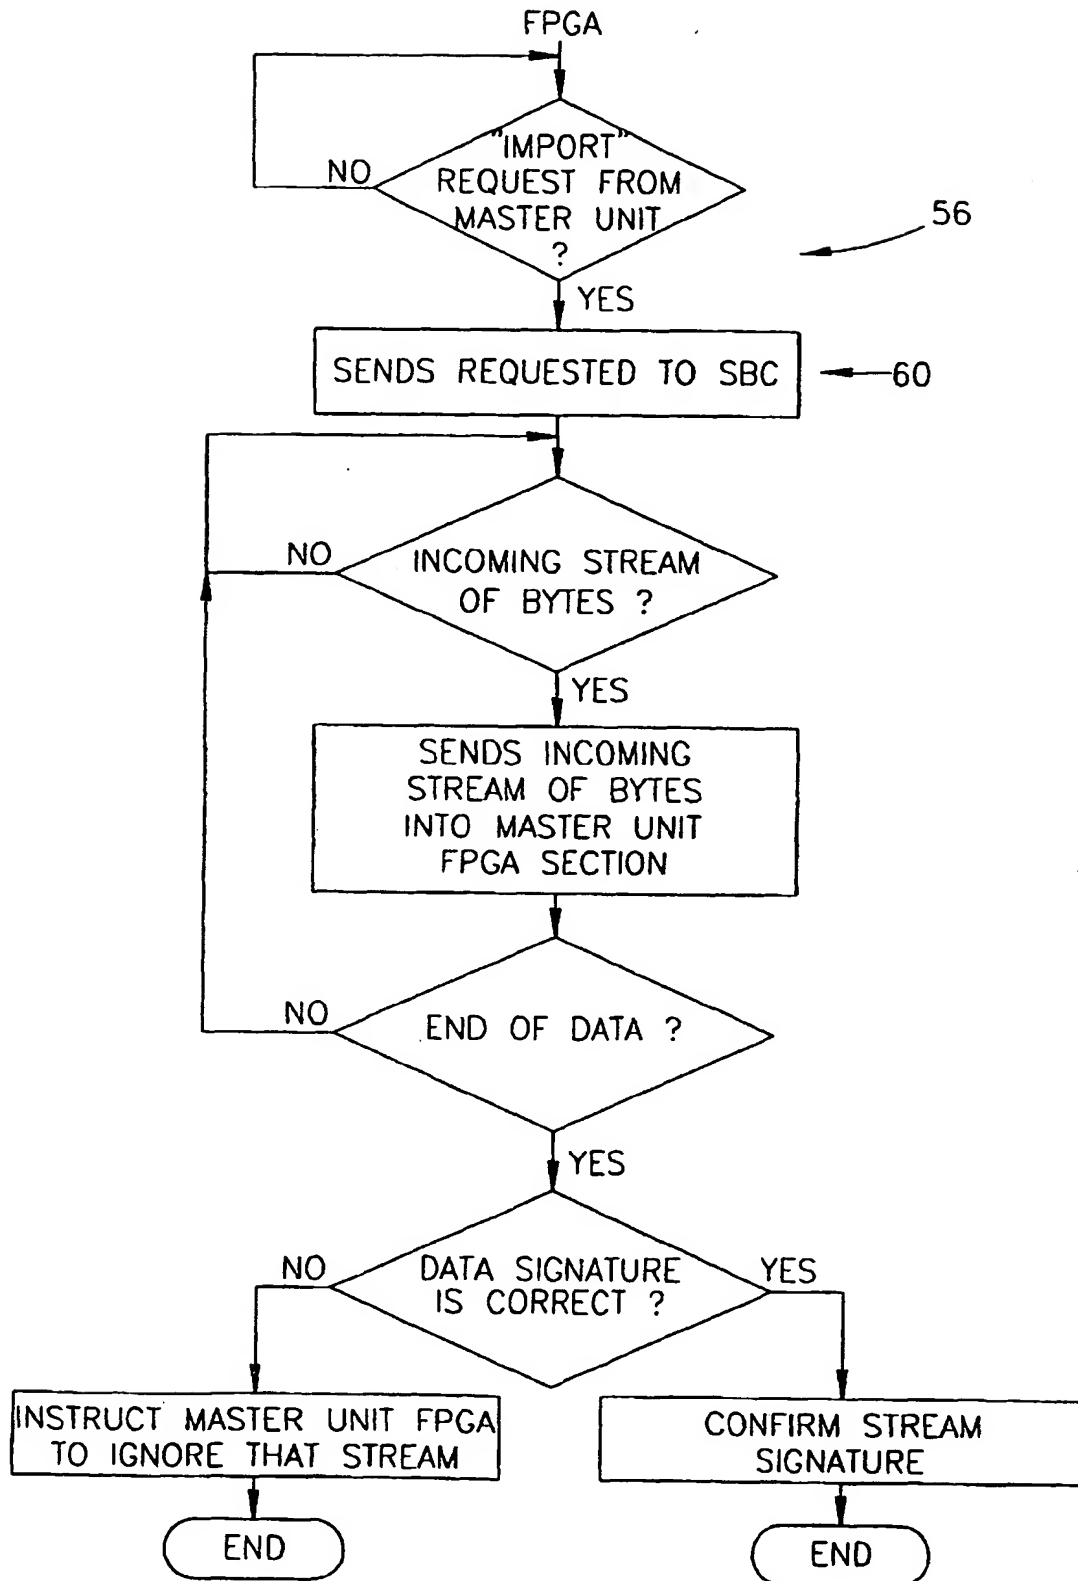 FPGA
"IMPORT"
REQUEST FROM
MASTER UNIT
?
NO
56
YES
SENDS REQUESTED TO SBC
60
NO
INCOMING STREAM
OF BYTES ?
YES
SENDS INCOMING
STREAM OF BYTES
INTO MASTER UNIT
FPGA SECTION
NO
END OF DATA ?
YES
NO
DATA SIGNATURE
IS CORRECT ?
YES
INSTRUCT MASTER UNIT FPGA
TO IGNORE THAT STREAM
CONFIRM STREAM
SIGNATURE
END
END